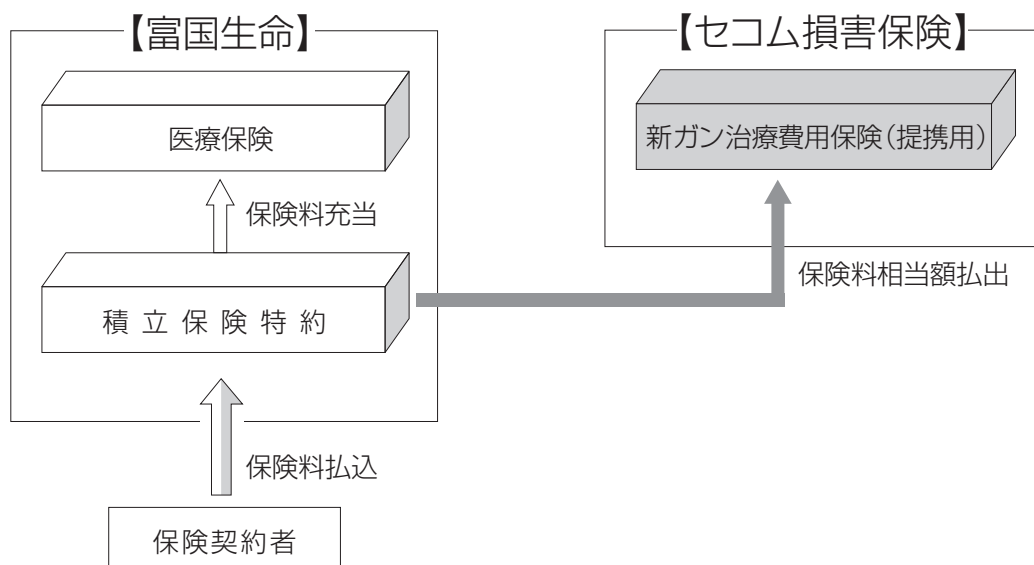 【富国生命】
医療保険
保険料充当
積立保険特約
保険料払込
保険契約者
【セコム損害保険】
新ガン治療費用保険（提携用）
保険料相当額払出